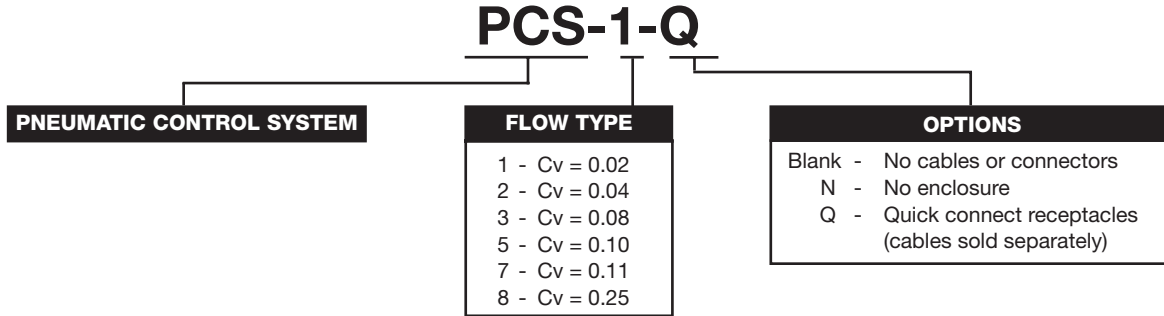 PCS-1-Q
PNEUMATIC CONTROL SYSTEM
FLOW TYPE
1 - Cv = 0.02
2 - Cv = 0.04
3 - Cv = 0.08
5 - Cv = 0.10
7 - Cv = 0.11
8 - Cv = 0.25
OPTIONS
Blank - No cables or connectors
N - No enclosure
Q - Quick connect receptacles
(cables sold separately)